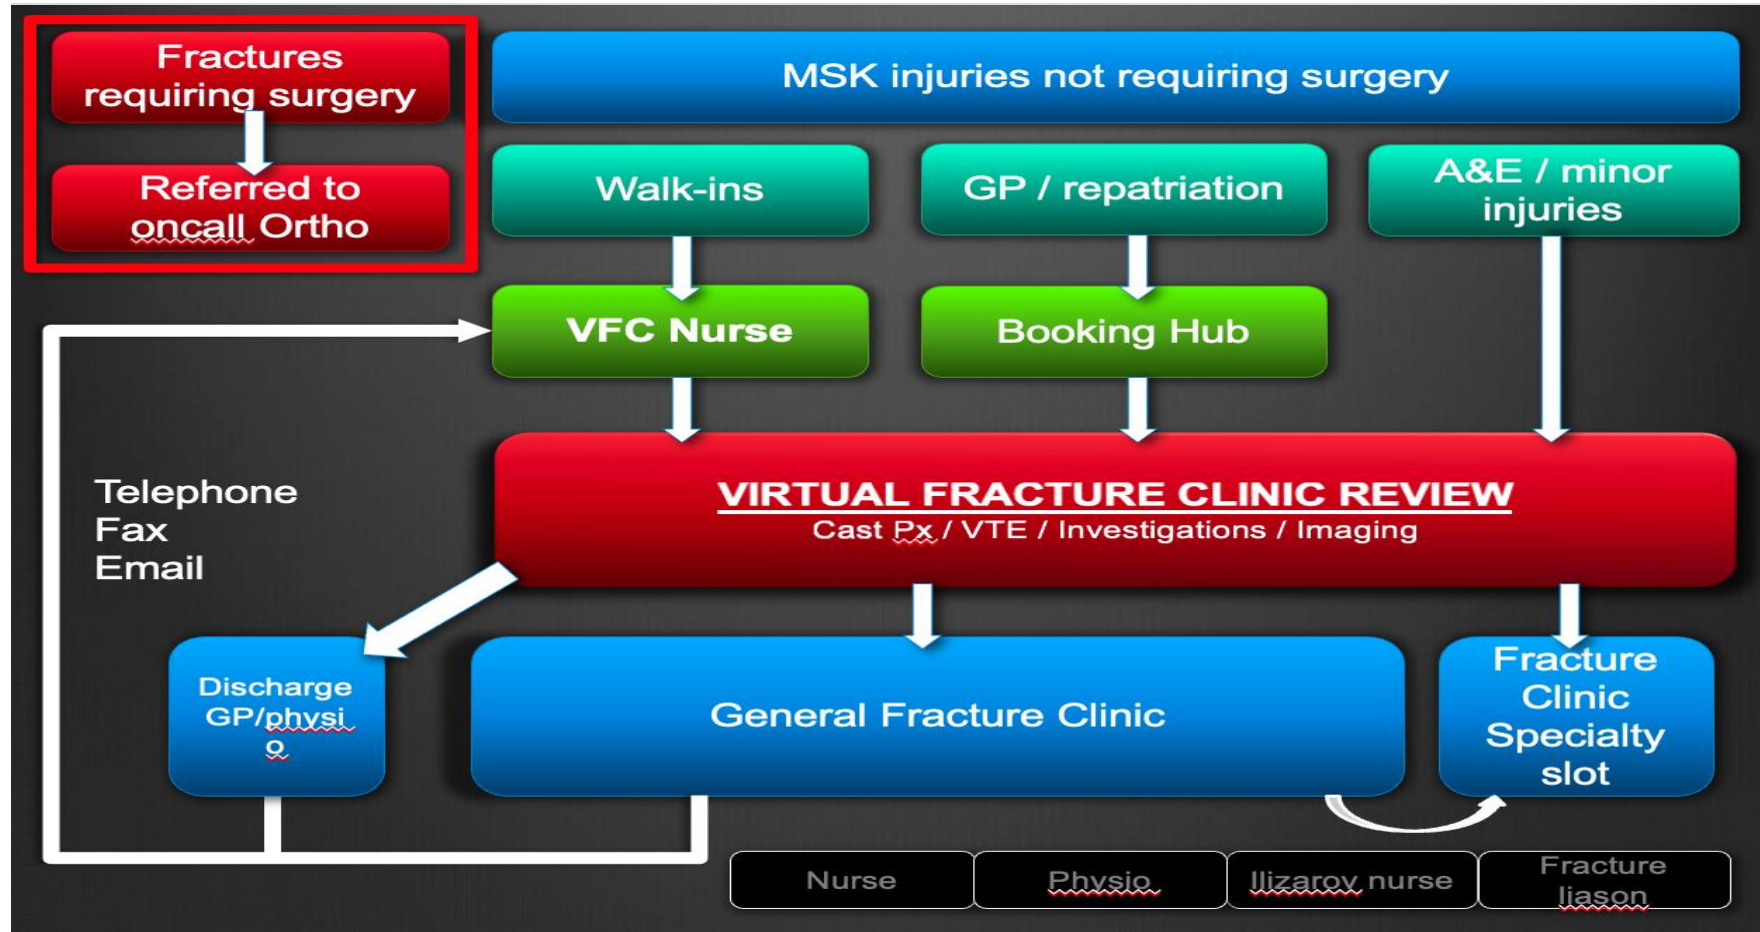 Fractures
requiring surgery
Referred to
oncall Ortho
MSK injuries not requiring surgery
Walk-ins
GP / repatriation
A&E / minor
injuries
VFC Nurse
Booking Hub
Telephone
Fax
Email
VIRTUAL FRACTURE CLINIC REVIEW
Cast Px / VTE / Investigations / Imaging
Discharge
GP/physi
o
General Fracture Clinic
Fracture
Clinic
Specialty
slot
Nurse
Physio
Ilizarov nurse
Fracture
liason